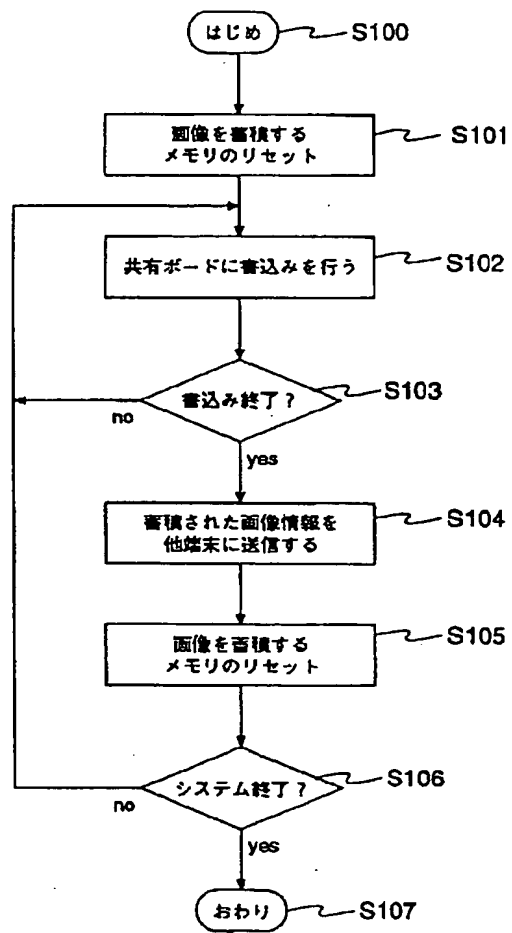 はじめ
S100
画像を蓄積する
メモリのリセット
S101
共有ボードに書込みを行う
S102
書込み終了?
S103
no
yes
蓄積された画像情報を
他端末に送信する
S104
画像を蓄積する
メモリのリセット
S105
システム終了?
S106
no
yes
おわり
S107